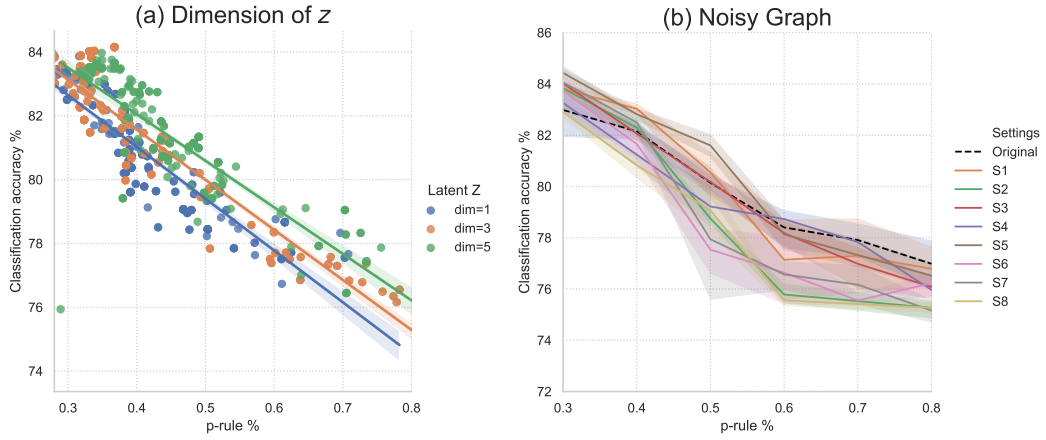 (a) Dimension of z
Classification accuracy %
84
82
80
78
76
74
0.3 0.4 0.5 0.6 0.7 0.8
p-rule %
Latent Z
dim=1
dim=3
dim=5
(b) Noisy Graph
Classification accuracy %
86
84
82
80
78
76
74
72
0.3 0.4 0.5 0.6 0.7 0.8
p-rule %
Settings
Original
S1
S2
S3
S4
S5
S6
S7
S8